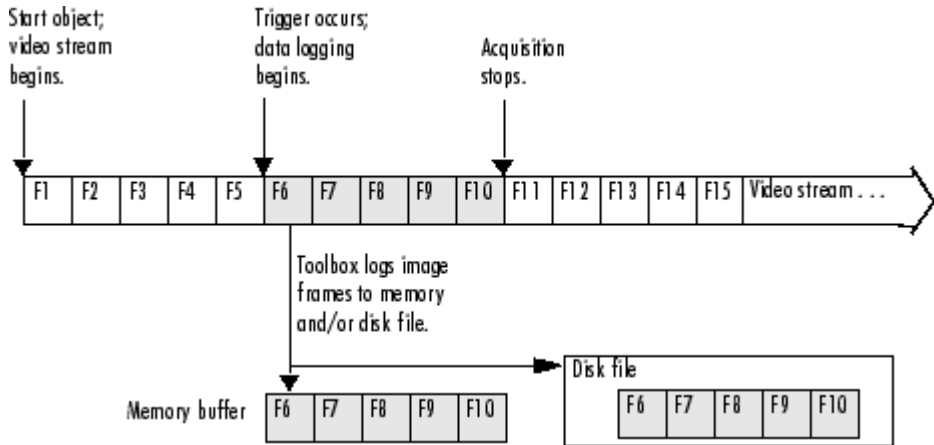 Start object;
video stream
begins.
Trigger occurs;
data logging
begins.
Acquisition
stops.
F1 F2 F3 F4 F5 F6 F7 F8 F9 F10 F11 F12 F13 F14 F15 Video stream . . .
Toolbox logs image
frames to memory
and/or disk file.
Disk file
Memory buffer F6 F7 F8 F9 F10
F6 F7 F8 F9 F10